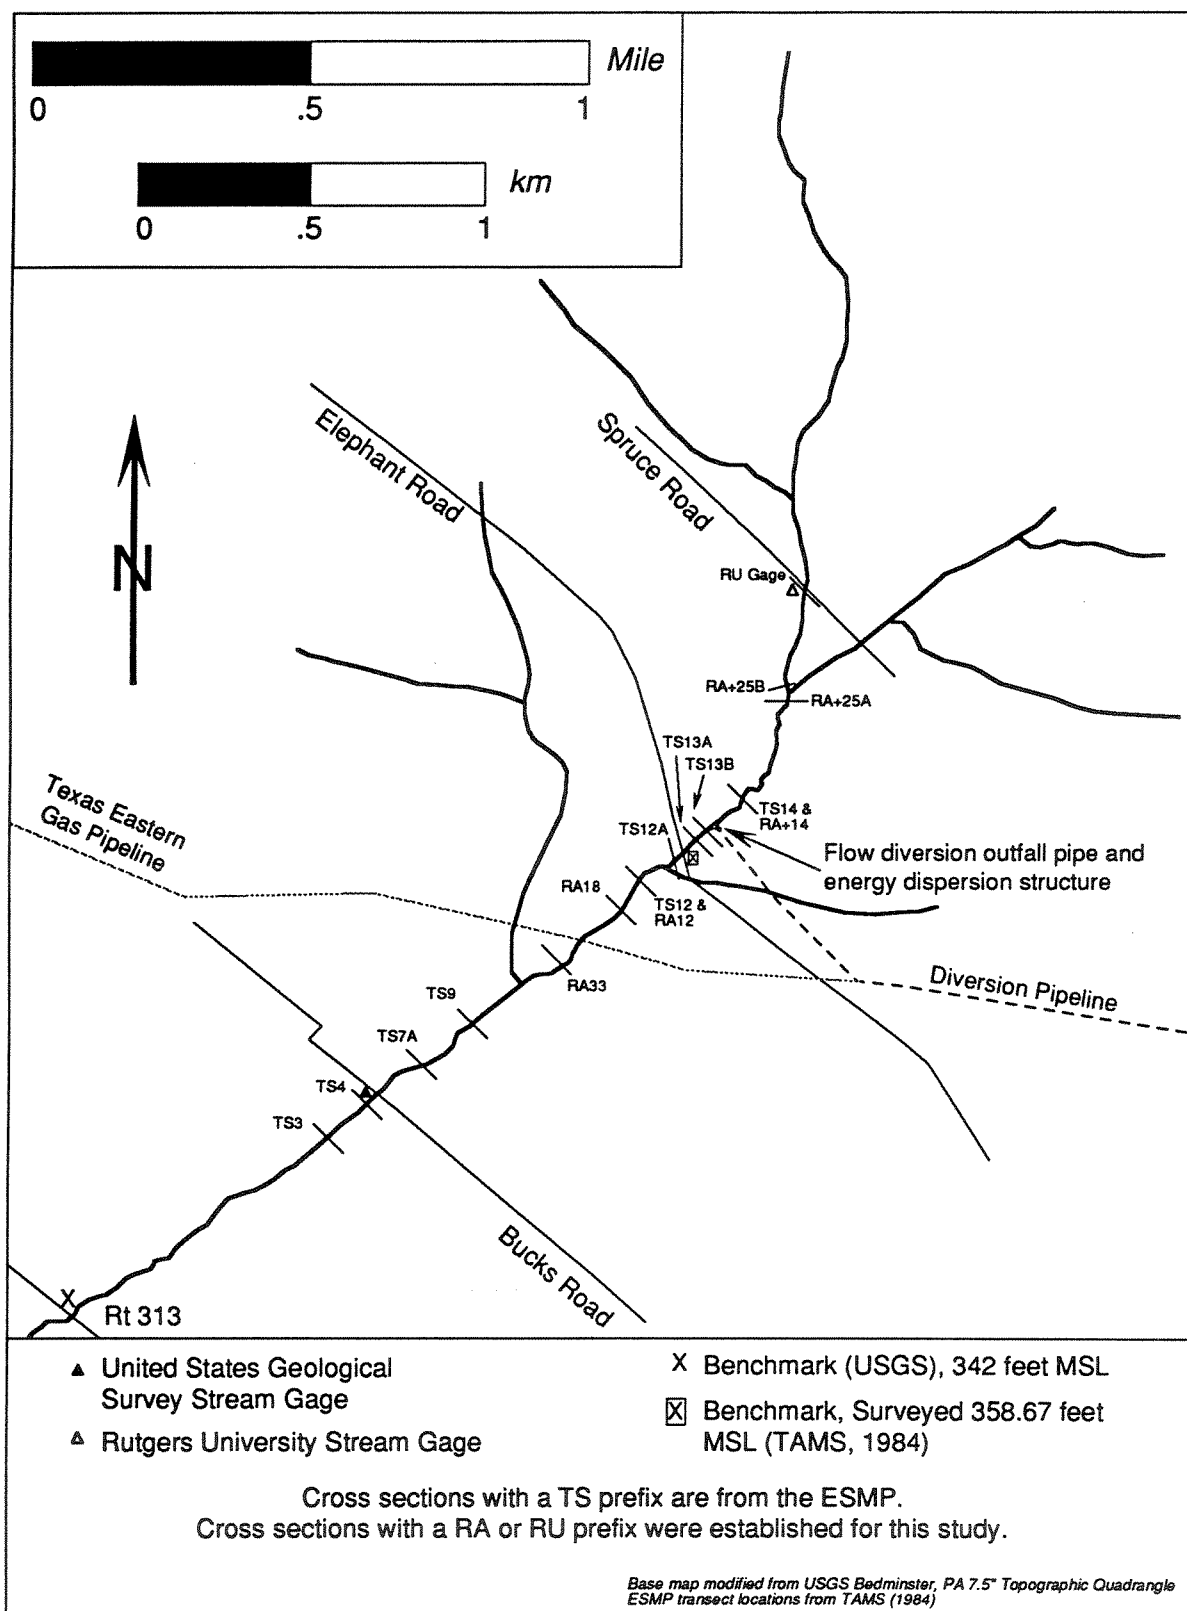 Mile
0 .5 1
km
0 .5 1
Elephant Road
Spruce Road
N
RU Gage
RA+25B
RA+25A
TS13A
TS13B
Texas Eastern
Gas Pipeline
TS14 &
RA+14
TS12A
Flow diversion outfall pipe and
energy dispersion structure
RA18
TS12 &
RA12
RA33
Diversion Pipeline
TS9
TS7A
TS4
TS3
Bucks Road
X
Rt 313
▲ United States Geological
Survey Stream Gage
△ Rutgers University Stream Gage
X Benchmark (USGS), 342 feet MSL
☒ Benchmark, Surveyed 358.67 feet
MSL (TAMS, 1984)
Cross sections with a TS prefix are from the ESMP.
Cross sections with a RA or RU prefix were established for this study.
Base map modified from USGS Bedminster, PA 7.5" Topographic Quadrangle
ESMP transect locations from TAMS (1984)